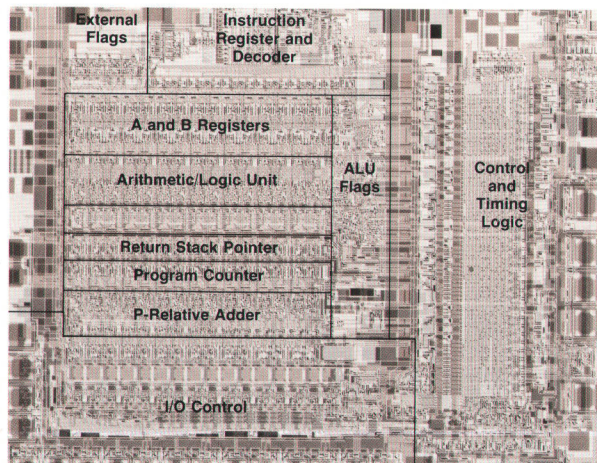 External
Flags
Instruction
Register and
Decoder
A and B Registers
Arithmetic/Logic Unit
ALU
Flags
Control
and
Timing
Logic
Return Stack Pointer
Program Counter
P-Relative Adder
I/O Control